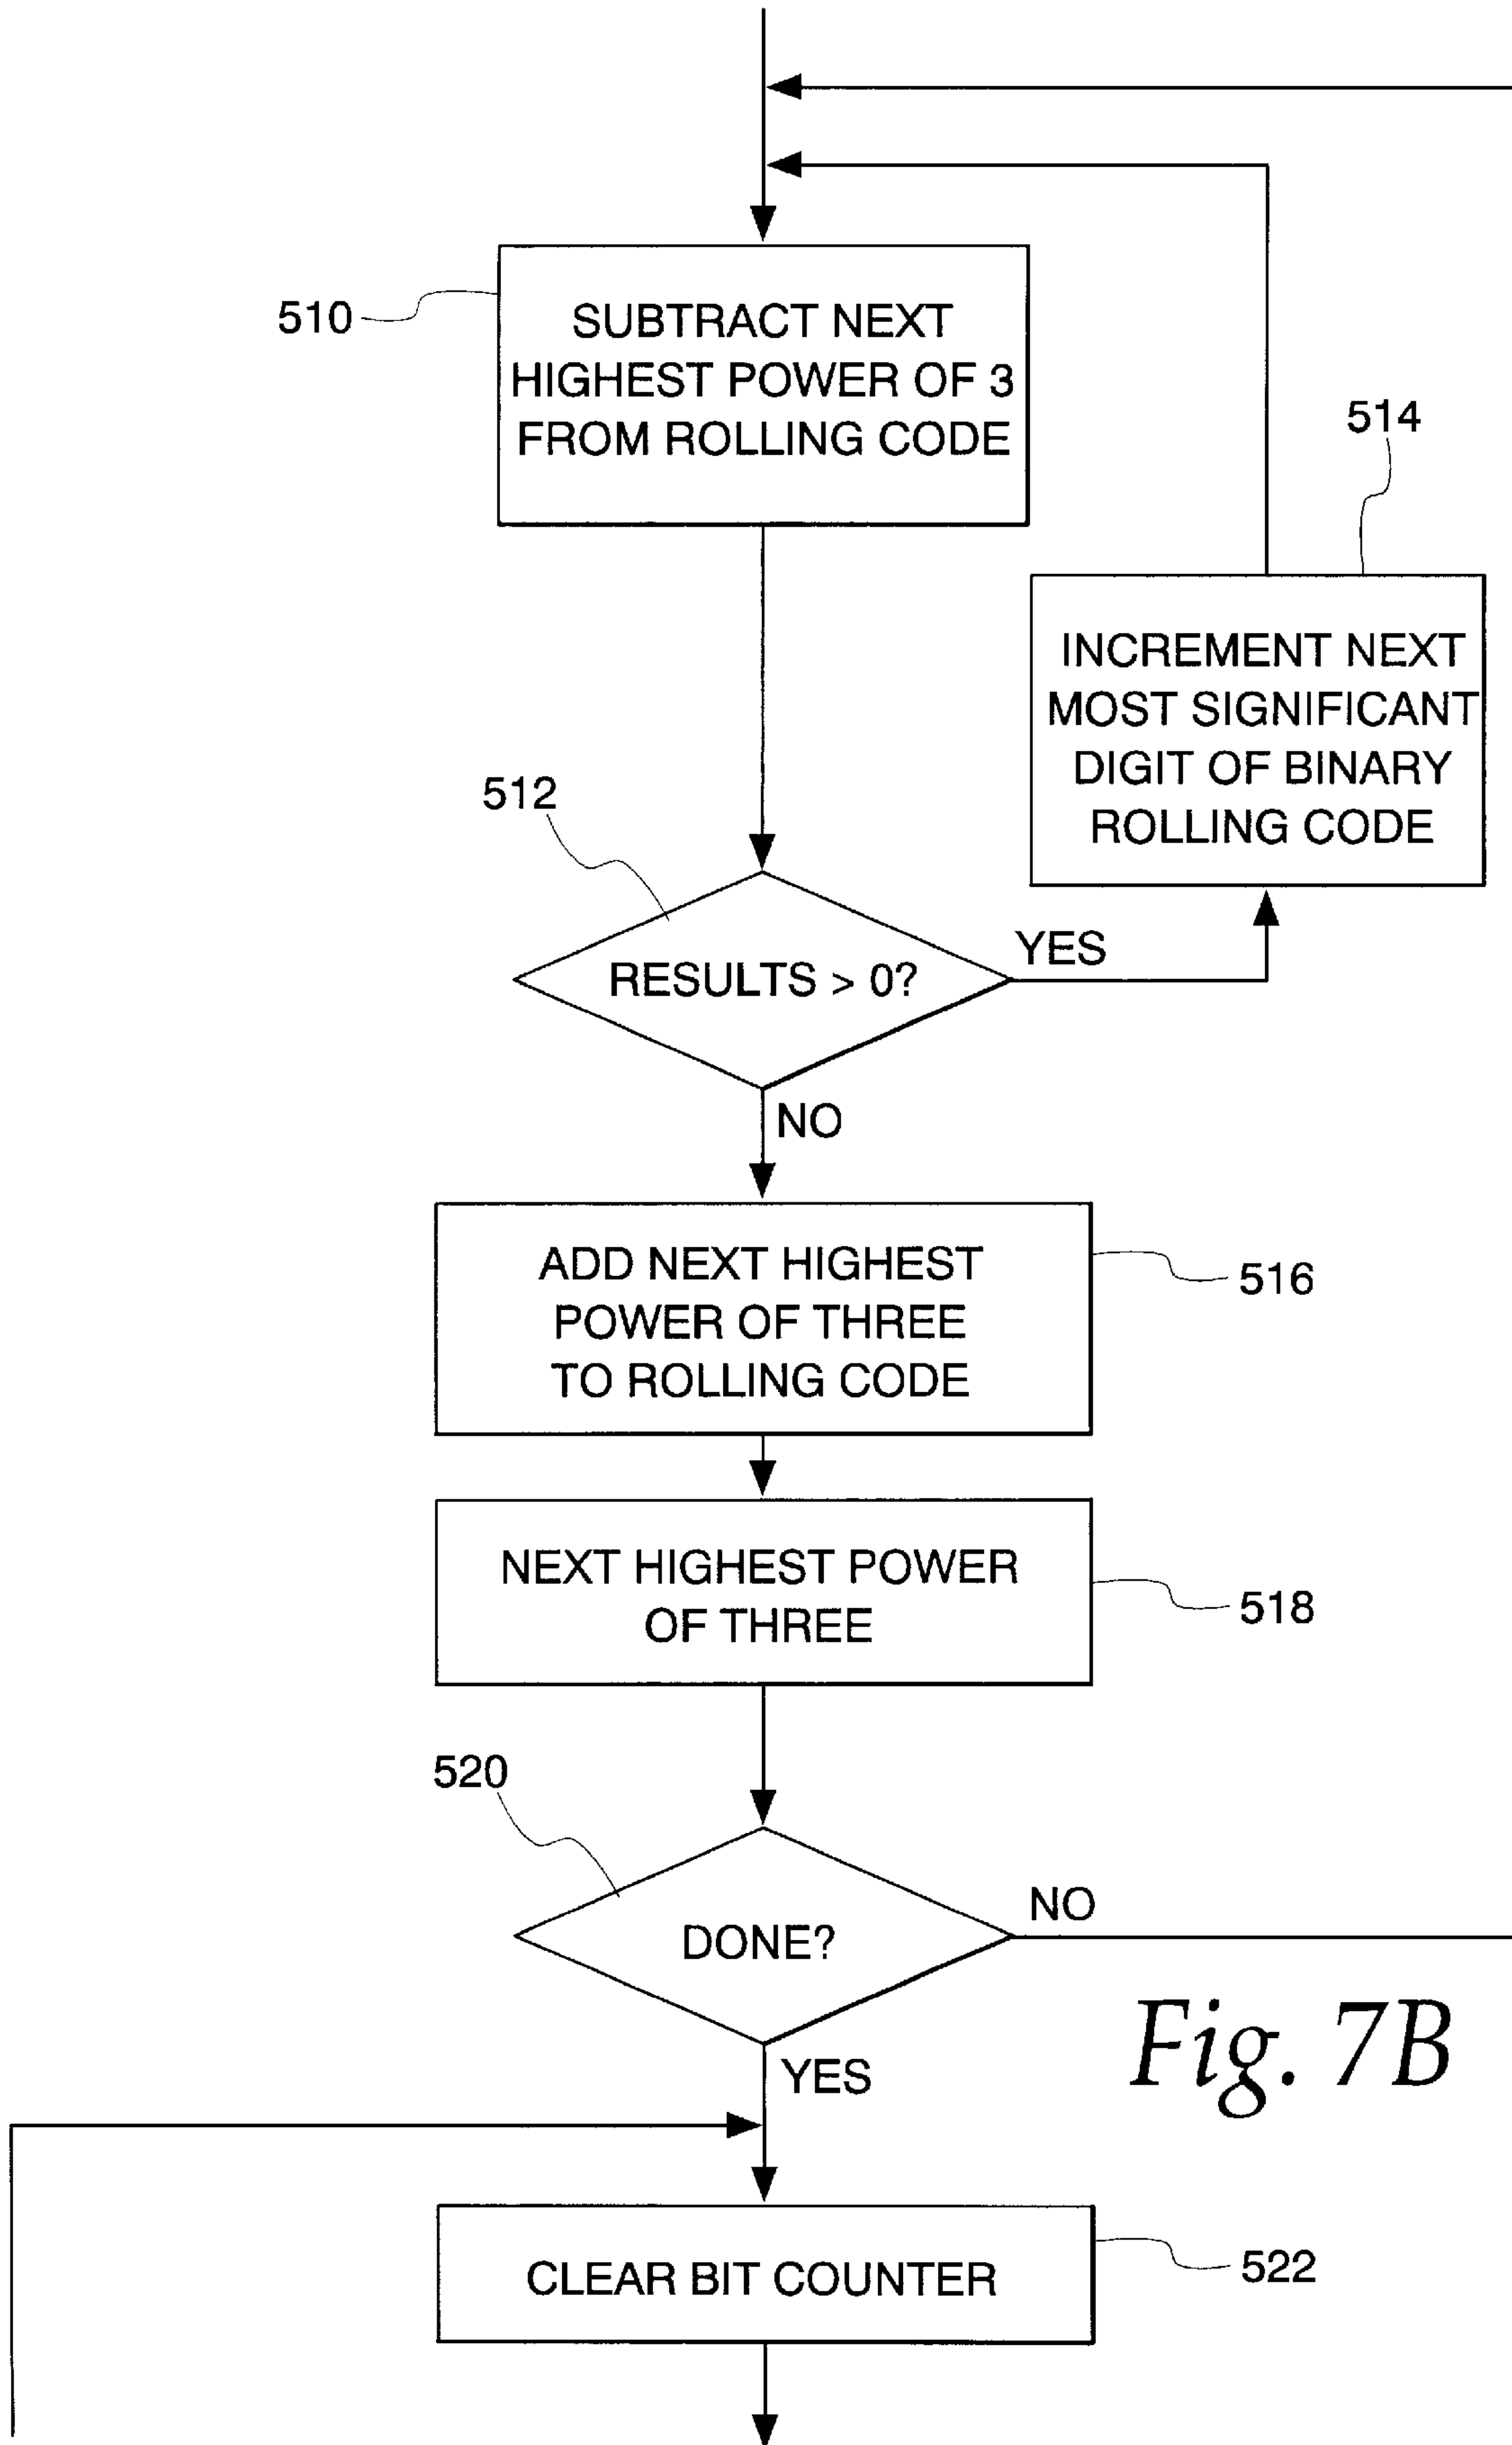 510
SUBTRACT NEXT
HIGHEST POWER OF 3
FROM ROLLING CODE
514
INCREMENT NEXT
MOST SIGNIFICANT
DIGIT OF BINARY
ROLLING CODE
512
RESULTS > 0?
YES
NO
ADD NEXT HIGHEST
POWER OF THREE
TO ROLLING CODE
516
NEXT HIGHEST POWER
OF THREE
518
520
DONE?
NO
YES
Fig. 7B
CLEAR BIT COUNTER
522